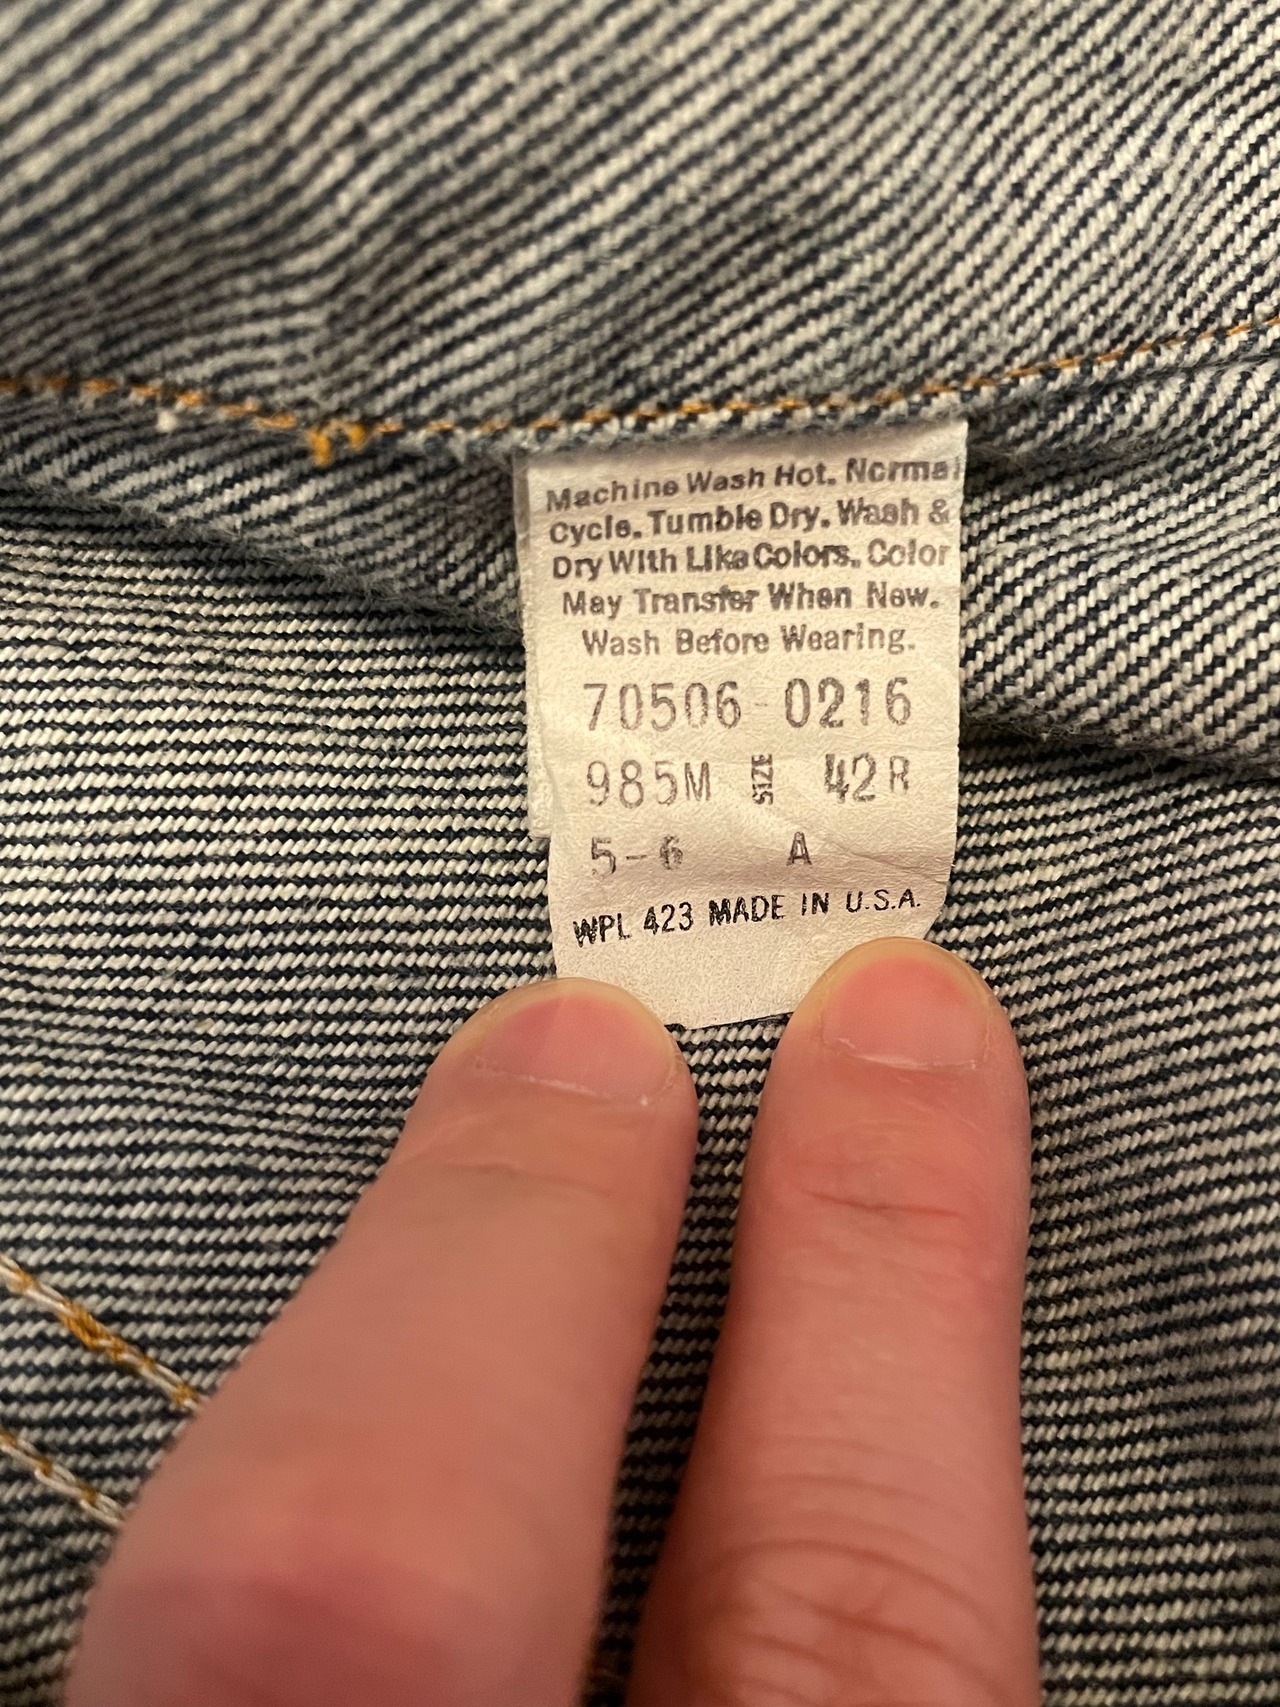 Machine Wash Hot. Normal
Cycle. Tumble Dry. Wash &
Dry With Like Colors. Color
May Transfer When New.
Wash Before Wearing.
70506-0216
985M SIZE 42R
5-6 A
WPL 423 MADE IN U.S.A.